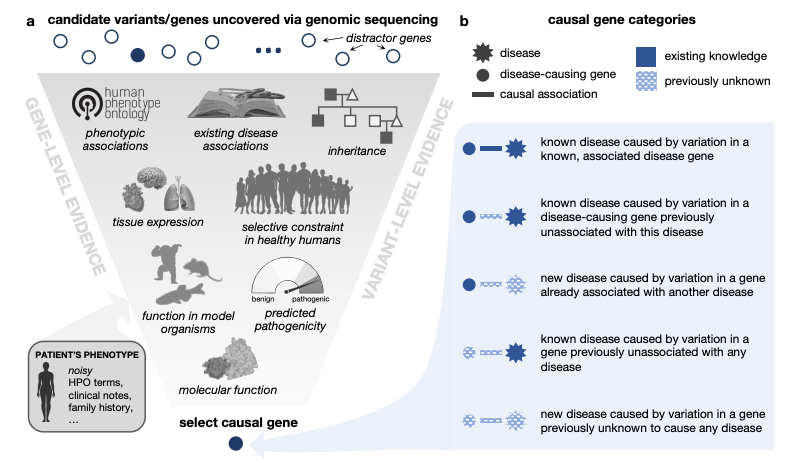 a candidate variants/genes uncovered via genomic sequencing
distractor genes
GENE-LEVEL EVIDENCE
VARIANT-LEVEL EVIDENCE
human
phenotype
ontology
phenotypic
associations
existing disease
associations
inheritance
tissue expression
selective constraint
in healthy humans
function in model
organisms
benign
pathogenic
predicted
pathogenicity
molecular function
PATIENT'S PHENOTYPE
noisy
HPO terms,
clinical notes,
family history,
...
select causal gene
b causal gene categories
disease
disease-causing gene
causal association
existing knowledge
previously unknown
known disease caused by variation in a
known, associated disease gene
known disease caused by variation in a
disease-causing gene previously
unassociated with this disease
new disease caused by variation in a gene
already associated with another disease
known disease caused by variation in a
gene previously unassociated with any
disease
new disease caused by variation in a gene
previously unknown to cause any disease